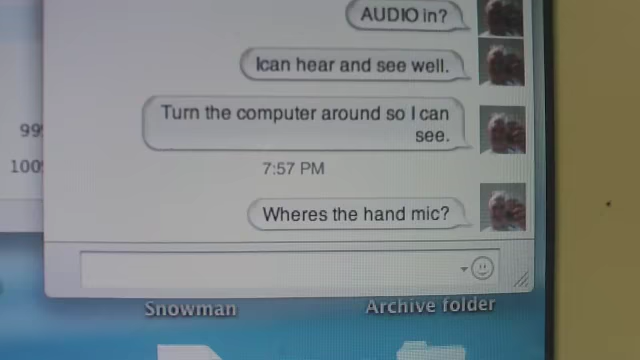 AUDIO in?
Ican hear and see well.
Turn the computer around so I can
see.
99
100
7:57 PM
Wheres the hand mic?
Snowman
Archive folder